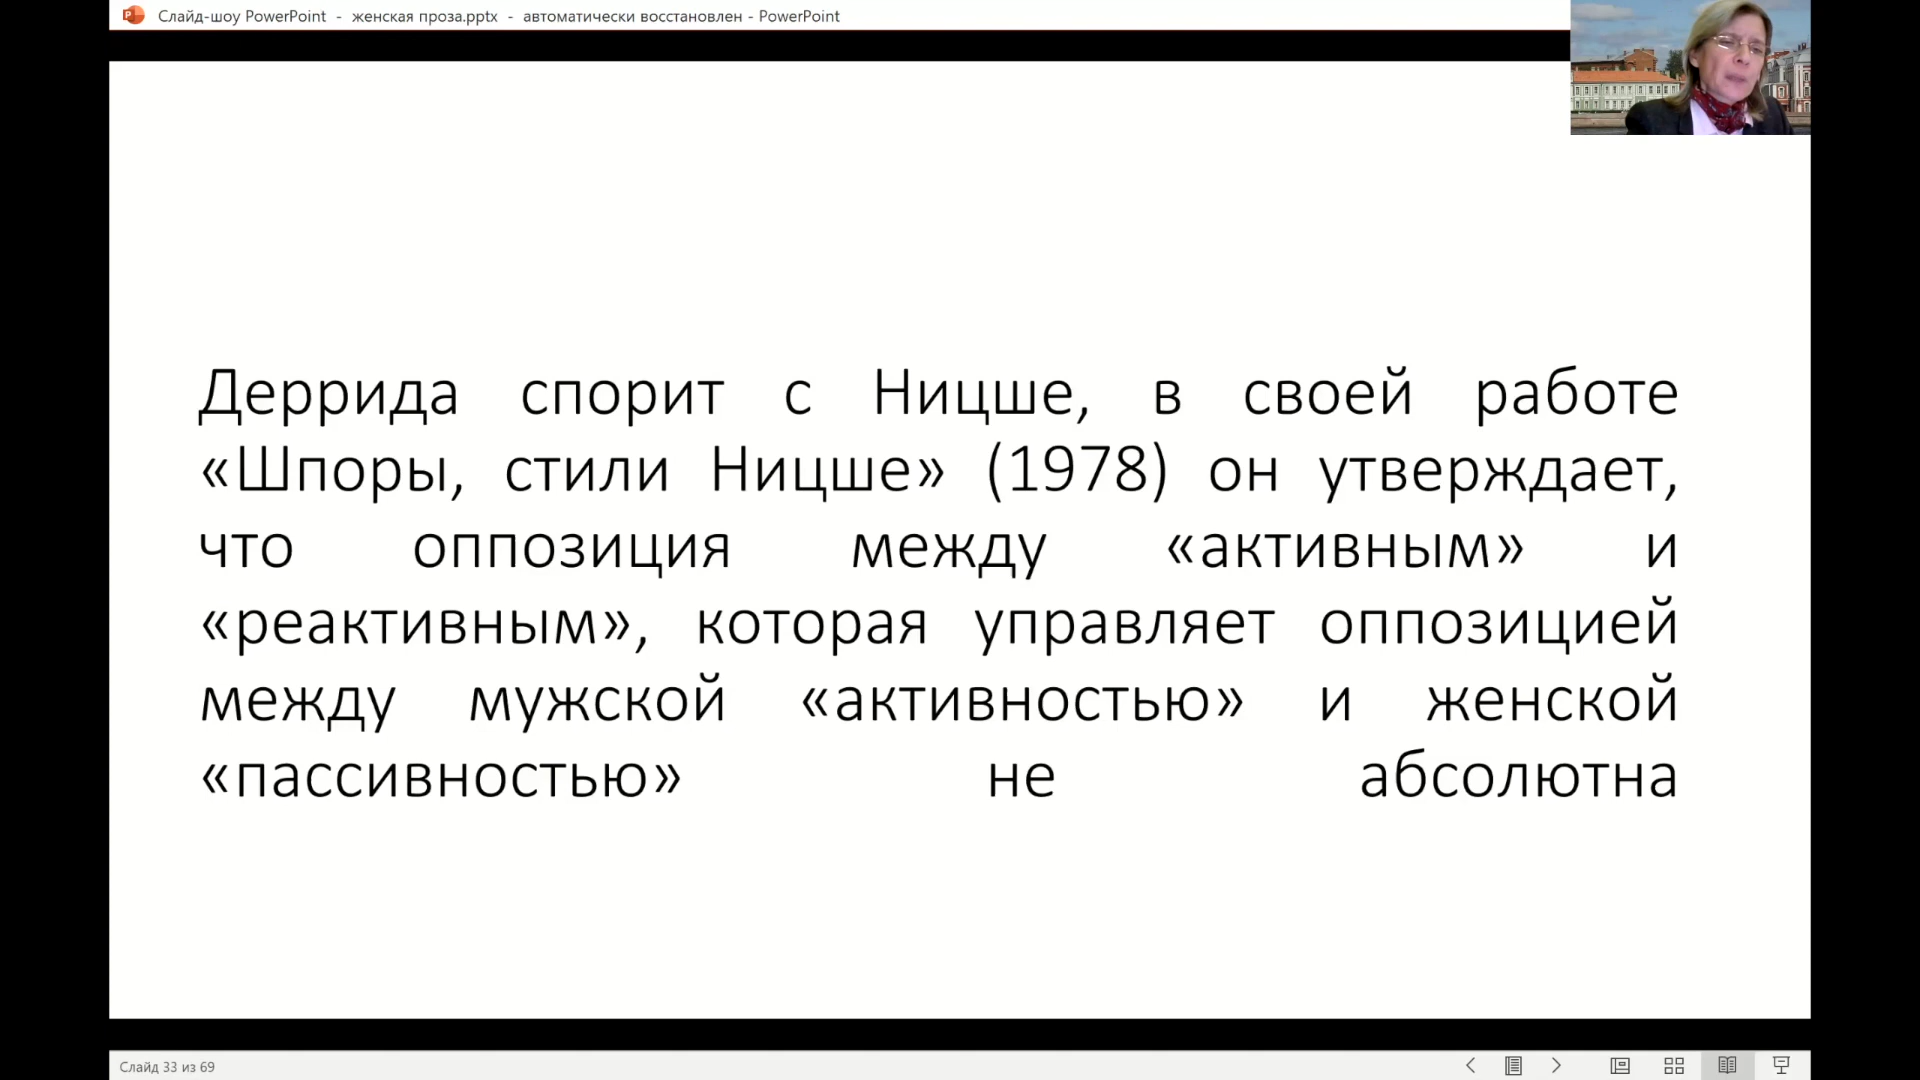 Слайд-шоу PowerPoint - женская проза.pptx - автоматически восстановлен - PowerPoint
Деррида спорит с Ницше, в своей работе
«Шпоры, стили Ницше» (1978) он утверждает,
что оппозиция между «активным» и
«реактивным», которая управляет оппозицией
между мужской «активностью» и женской
«пассивностью» не абсолютна
Слайд 33 из 69